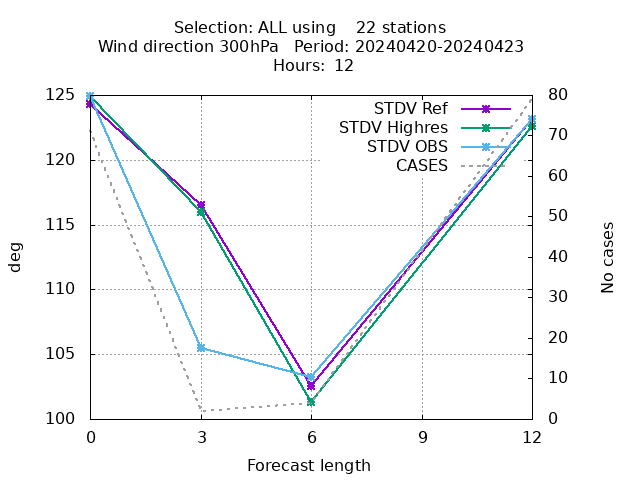 Selection: ALL using    22 stations
Wind direction 300hPa   Period: 20240420-20240423
Hours: 12
STDV Ref
STDV Highres
STDV OBS
CASES
125
120
115
110
105
100
80
70
60
50
40
30
20
10
0
deg
No cases
0 3 6 9 12
Forecast length